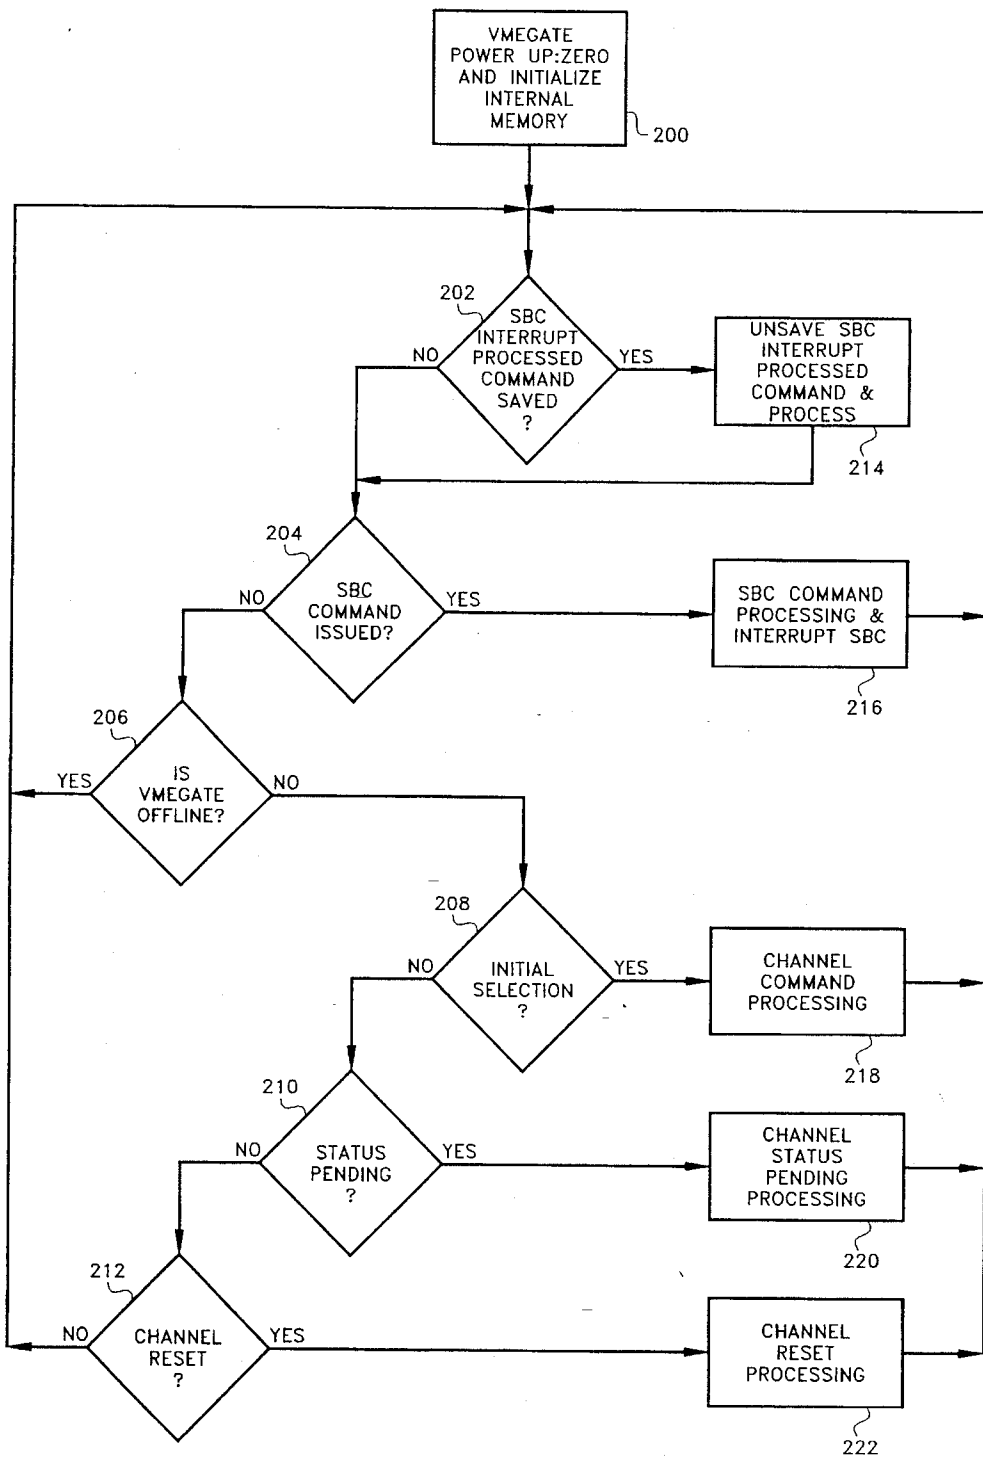 VMEGATE
POWER UP:ZERO
AND INITIALIZE
INTERNAL
MEMORY
200
202
SBC
INTERRUPT
PROCESSED
COMMAND
SAVED
?
NO
YES
UNSAVE SBC
INTERRUPT
PROCESSED
COMMAND &
PROCESS
214
204
SBC
COMMAND
ISSUED?
NO
YES
SBC COMMAND
PROCESSING &
INTERRUPT SBC
216
206
IS
VMEGATE
OFFLINE?
YES
NO
208
INITIAL
SELECTION
?
NO
YES
CHANNEL
COMMAND
PROCESSING
218
210
STATUS
PENDING
?
NO
YES
CHANNEL
STATUS
PENDING
PROCESSING
220
212
CHANNEL
RESET
?
NO
YES
CHANNEL
RESET
PROCESSING
222